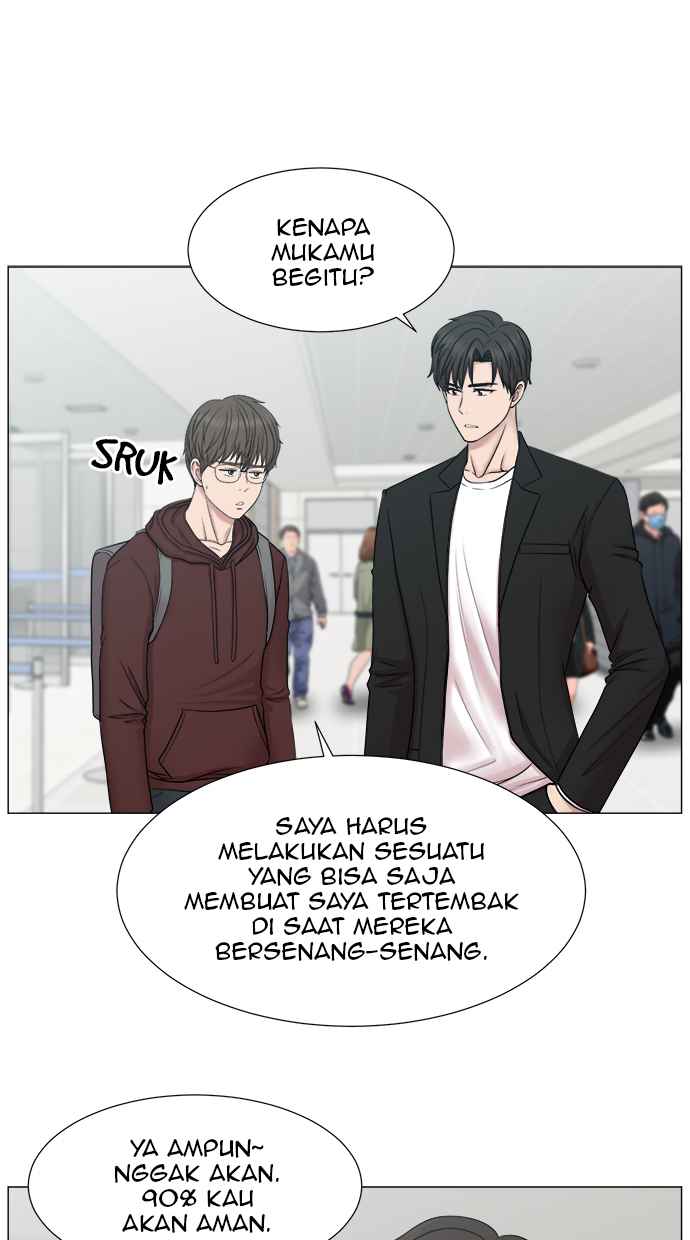 KENAPA
MUKAMU
BEGITU?
SRUK
SAYA HARUS
MELAKUKAN SESUATU
YANG BISA SAJA
MEMBUAT SAYA TERTEMBAK
DI SAAT MEREKA
BERSENANG-SENANG.
YA AMPUN~
NGGAK AKAN.
90% KAU
AKAN AMAN.